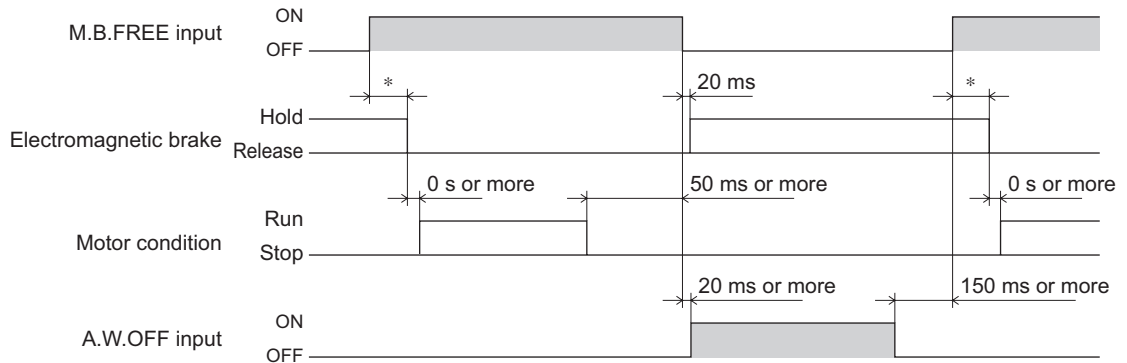 ON
M.B.FREE input
OFF
*
20 ms
*
Hold
Electromagnetic brake
Release
0 s or more
50 ms or more
0 s or more
Run
Motor condition
Stop
20 ms or more
150 ms or more
ON
A.W.OFF input
OFF